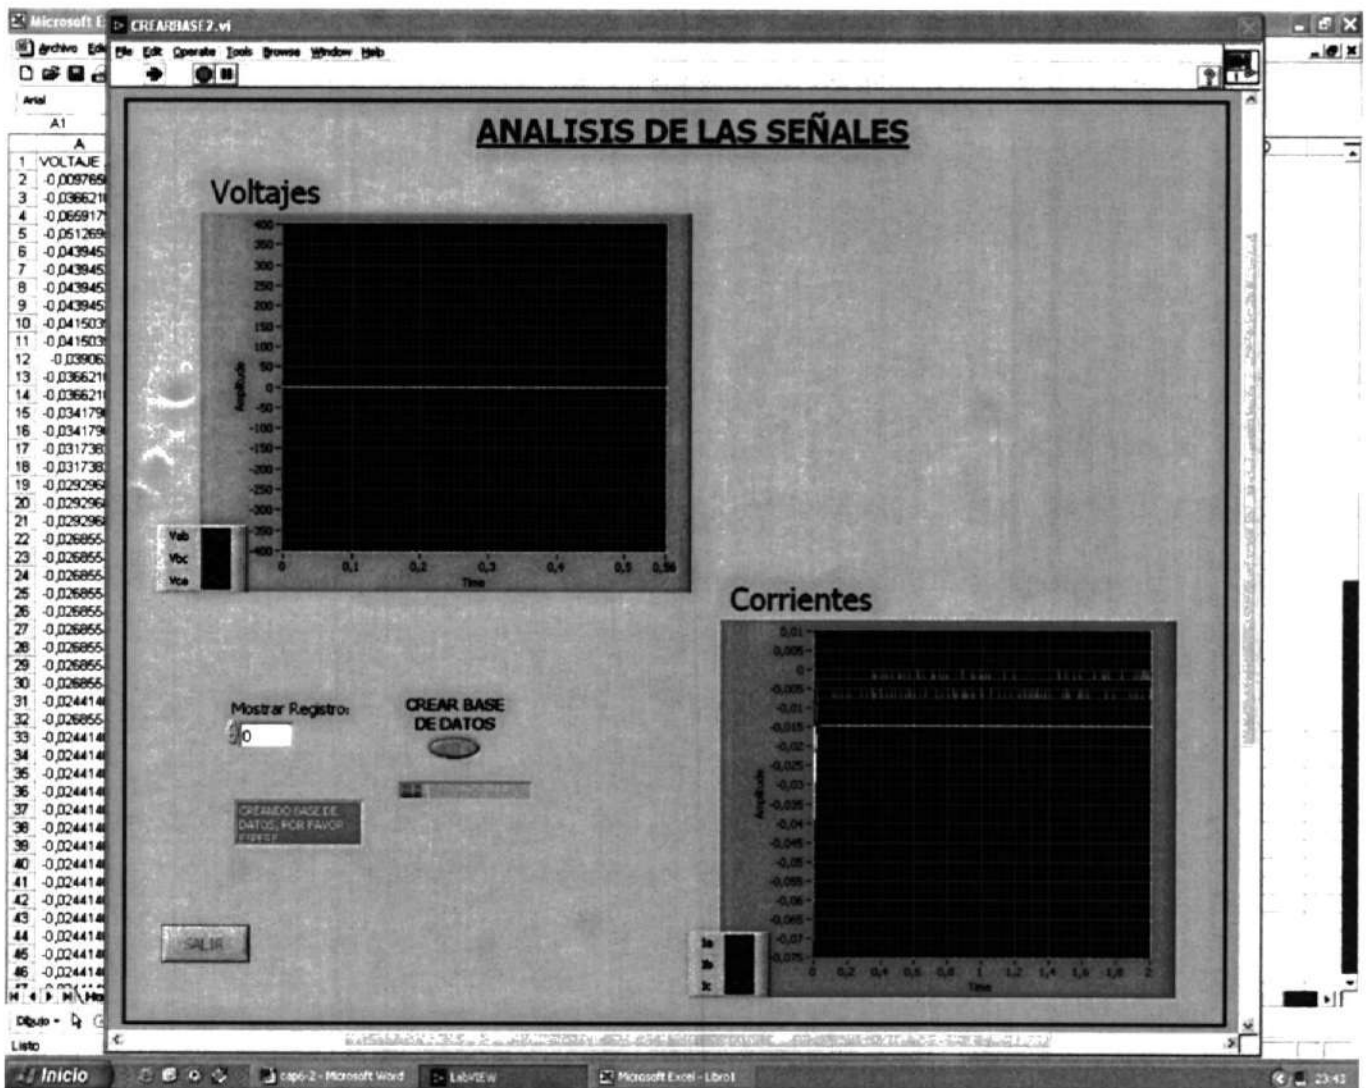 Microsoft E
CREARBASE2.vi
Archivo Edi
File Edit Operate Tools Browse Window Help
Arial
A1
ANALISIS DE LAS SEÑALES
A
1 VOLTAJE
2 -0,0097656
3 -0,0366210
4 -0,065917
5 -0,051269
6 -0,043945
7 -0,043945
8 -0,043945
9 -0,043945
10 -0,041503
11 -0,041503
12 -0,03906
13 -0,036621
14 -0,036621
15 -0,034179
16 -0,034179
17 -0,031738
18 -0,031738
19 -0,029296
20 -0,029296
21 -0,029296
22 -0,026855
23 -0,026855
24 -0,026855
25 -0,026855
26 -0,026855
27 -0,026855
28 -0,026855
29 -0,026855
30 -0,026855
31 -0,024414
32 -0,026855
33 -0,024414
34 -0,024414
35 -0,024414
36 -0,024414
37 -0,024414
38 -0,024414
39 -0,024414
40 -0,024414
41 -0,024414
42 -0,024414
43 -0,024414
44 -0,024414
45 -0,024414
46 -0,024414
Voltajes
400
350
300
250
200
150
100
50
0
-50
-100
-150
-200
-250
-300
-350
-400
Amplitude
0 0,1 0,2 0,3 0,4 0,5 0,56
Time
Vab
Vbc
Vca
Corrientes
0,01
0,005
0
-0,005
-0,01
-0,015
-0,02
-0,025
-0,03
-0,035
-0,04
-0,045
-0,05
-0,055
-0,06
-0,065
-0,07
-0,075
Amplitude
0 0,2 0,4 0,6 0,8 1 1,2 1,4 1,6 1,8 2
Time
Ia
Ib
Ic
Mostrar Registro:
0
CREAR BASE
DE DATOS
CREANDO BASE DE
DATOS, POR FAVOR
ESPERE
SALIR
Dibujo
Listo
Inicio
cap6-2 - Microsoft Word
LabVIEW
Microsoft Excel - Libro1
23:42